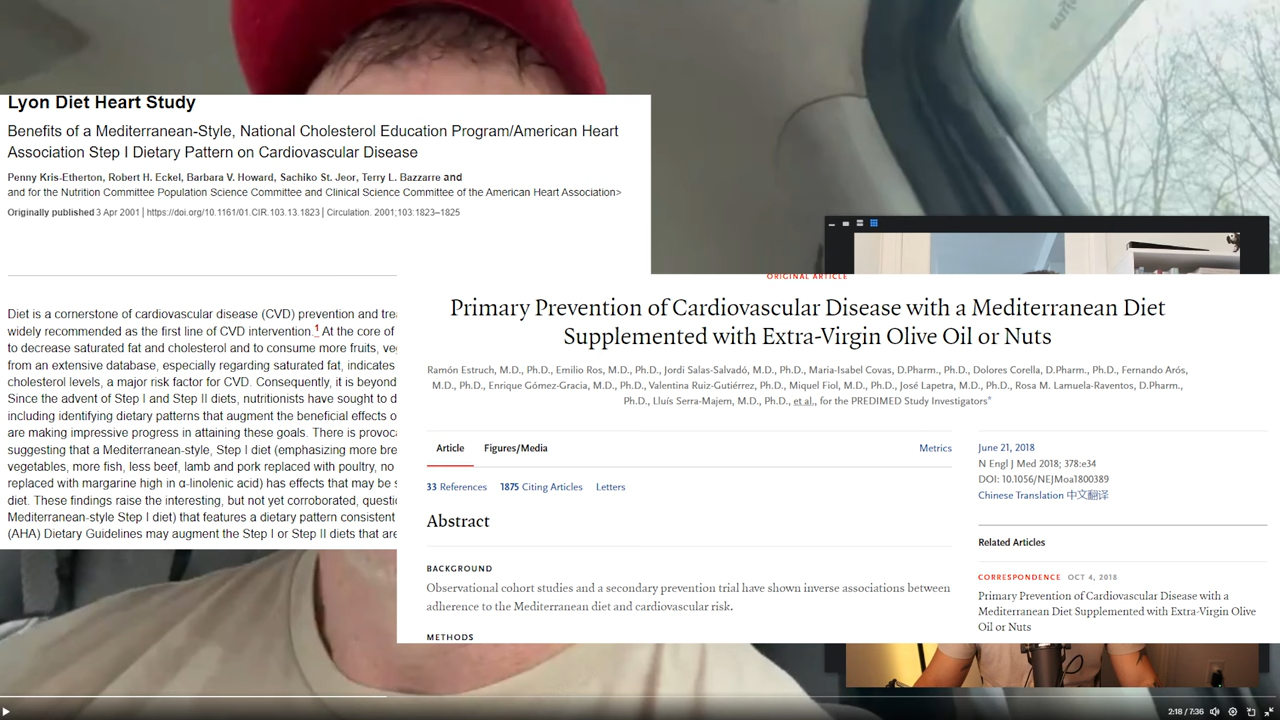 Lyon Diet Heart Study
Benefits of a Mediterranean-Style, National Cholesterol Education Program/American Heart
Association Step I Dietary Pattern on Cardiovascular Disease
Penny Kris-Etherton, Robert H. Eckel, Barbara V. Howard, Sachiko St. Jeor, Terry L. Bazzarre and
and for the Nutrition Committee Population Science Committee and Clinical Science Committee of the American Heart Association>
Originally published 3 Apr 2001 | https://doi.org/10.1161/01.CIR.103.13.1823 | Circulation. 2001;103:1823–1825
Diet is a cornerstone of cardiovascular disease (CVD) prevention and
widely recommended as the first line of CVD intervention.1 At the core of
to decrease saturated fat and cholesterol and to consume more fruits,
from an extensive database, especially regarding saturated fat, indicates
cholesterol levels, a major risk factor for CVD. Consequently, it is beyond
Since the advent of Step I and Step II diets, nutritionists have sought to d
including identifying dietary patterns that augment the beneficial effects o
are making impressive progress in attaining these goals. There is provoc
suggesting that a Mediterranean-style, Step I diet (emphasizing more bre
vegetables, more fish, less beef, lamb and pork replaced with poultry, no
replaced with margarine high in α-linolenic acid) has effects that may be
diet. These findings raise the interesting, but not yet corroborated, questi
Mediterranean-style Step I diet) that features a dietary pattern consistent
(AHA) Dietary Guidelines may augment the Step I or Step II diets that are
ORIGINAL ARTICLE
Primary Prevention of Cardiovascular Disease with a Mediterranean Diet
Supplemented with Extra-Virgin Olive Oil or Nuts
Ramón Estruch, M.D., Ph.D., Emilio Ros, M.D., Ph.D., Jordi Salas-Salvadó, M.D., Ph.D., Maria-Isabel Covas, D.Pharm., Ph.D., Dolores Corella, D.Pharm., Ph.D., Fernando Arós,
M.D., Ph.D., Enrique Gómez-Gracia, M.D., Ph.D., Valentina Ruiz-Gutiérrez, Ph.D., Miquel Fiol, M.D., Ph.D., José Lapetra, M.D., Ph.D., Rosa M. Lamuela-Raventos, D.Pharm.,
Ph.D., Lluís Serra-Majem, M.D., Ph.D., et al., for the PREDIMED Study Investigators*
Article Figures/Media Metrics
33 References 1875 Citing Articles Letters
Abstract
BACKGROUND
Observational cohort studies and a secondary prevention trial have shown inverse associations between
adherence to the Mediterranean diet and cardiovascular risk.
METHODS
June 21, 2018
N Engl J Med 2018; 378:e34
DOI: 10.1056/NEJMoa1800389
Chinese Translation 中文翻译
Related Articles
CORRESPONDENCE OCT 4, 2018
Primary Prevention of Cardiovascular Disease with a
Mediterranean Diet Supplemented with Extra-Virgin Olive
Oil or Nuts
2:18 / 7:36